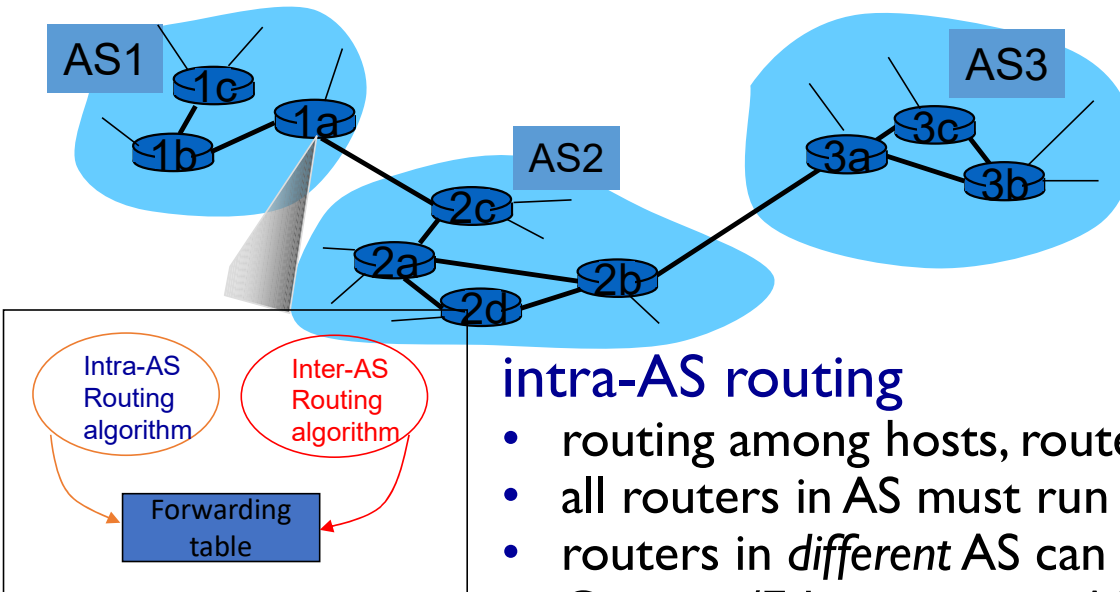 AS1
1c
1a
1b
AS2
2c
2a
2b
2d
AS3
3c
3a
3b
Intra-AS
Routing
algorithm
Inter-AS
Routing
algorithm
Forwarding
table
intra-AS routing
• routing among hosts, route
• all routers in AS must run
• routers in different AS can